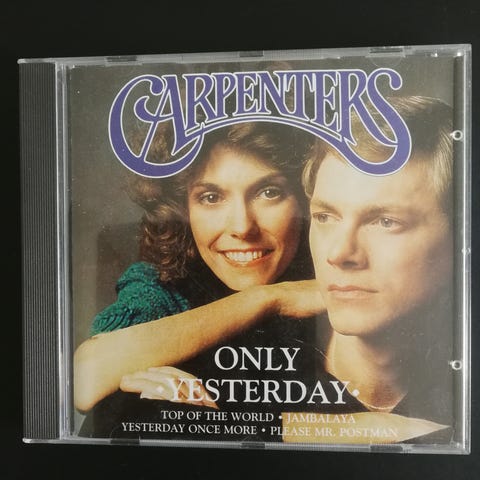 CARPENTERS
ONLY
·YESTERDAY·
TOP OF THE WORLD • JAMBALAYA
YESTERDAY ONCE MORE • PLEASE MR. POSTMAN